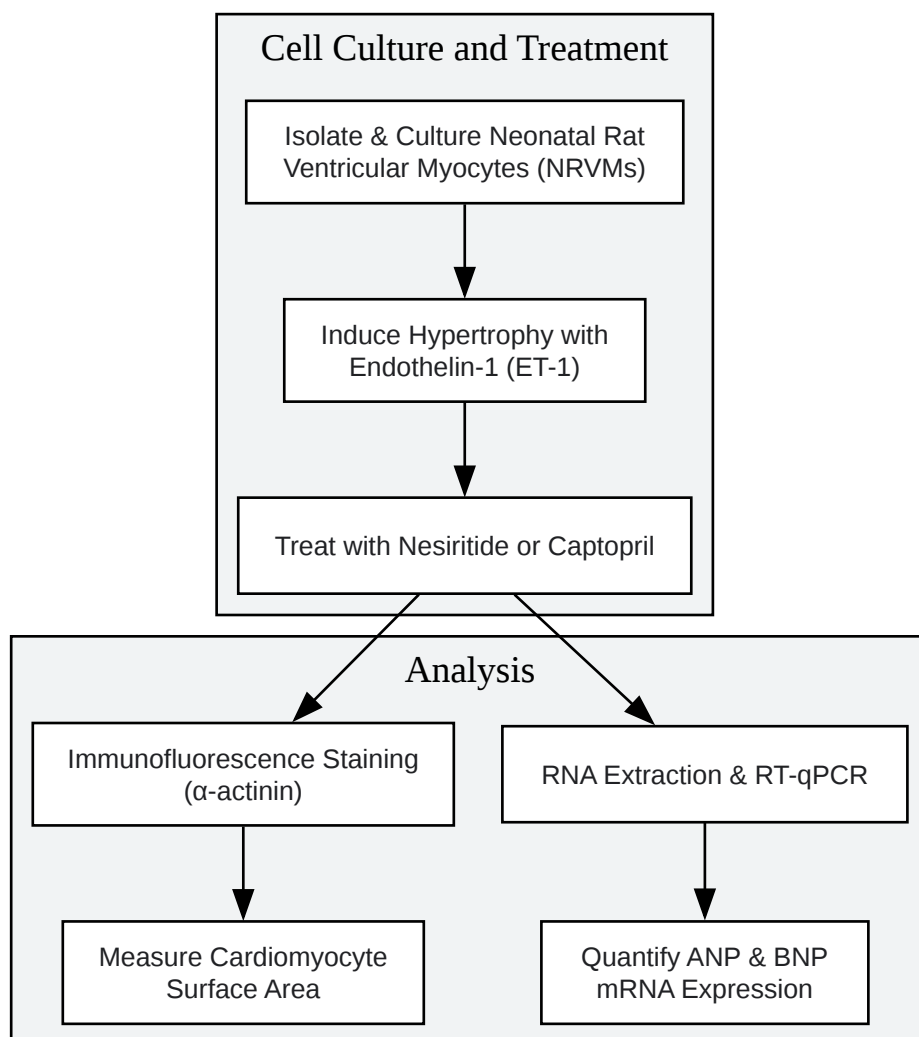 Cell Culture and Treatment
Isolate & Culture Neonatal Rat
Ventricular Myocytes (NRVMs)
Induce Hypertrophy with
Endothelin-1 (ET-1)
Treat with Nesiritide or Captopril
Analysis
Immunofluorescence Staining
(α-actinin)
RNA Extraction & RT-qPCR
Measure Cardiomyocyte
Surface Area
Quantify ANP & BNP
mRNA Expression